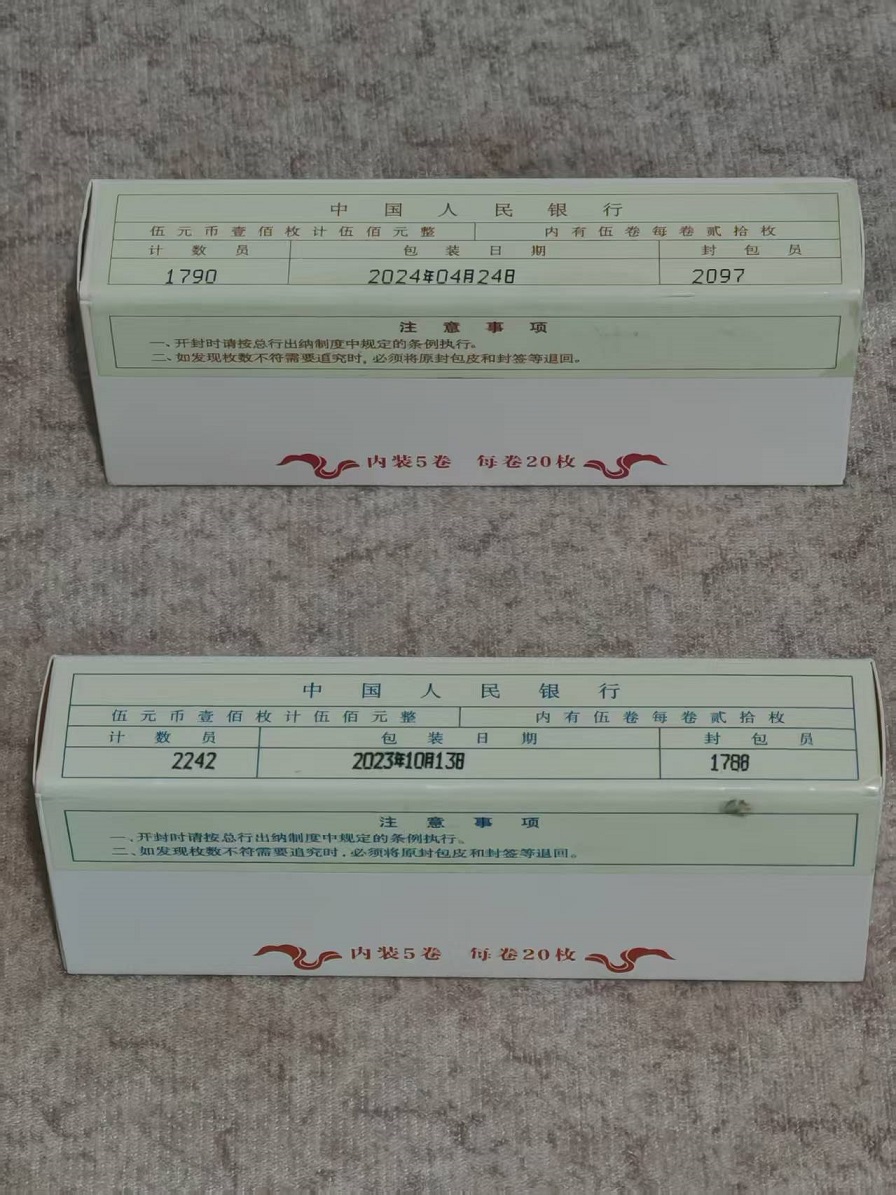 中国人民银行
伍元币壹佰枚计伍佰元整 内有伍卷每卷贰拾枚
计数员 包装日期 封包员
1790 2024年04月24日 2097
注意事项
一、开封时请按总行出纳制度中规定的条例执行。
二、如发现枚数不符需要追究时，必须将原封包皮和封签等退回。
内装5卷 每卷20枚
中国人民银行
伍元币壹佰枚计伍佰元整 内有伍卷每卷贰拾枚
计数员 包装日期 封包员
2242 2023年10月13日 1788
注意事项
一、开封时请按总行出纳制度中规定的条例执行。
二、如发现枚数不符需要追究时，必须将原封包皮和封签等退回。
内装5卷 每卷20枚